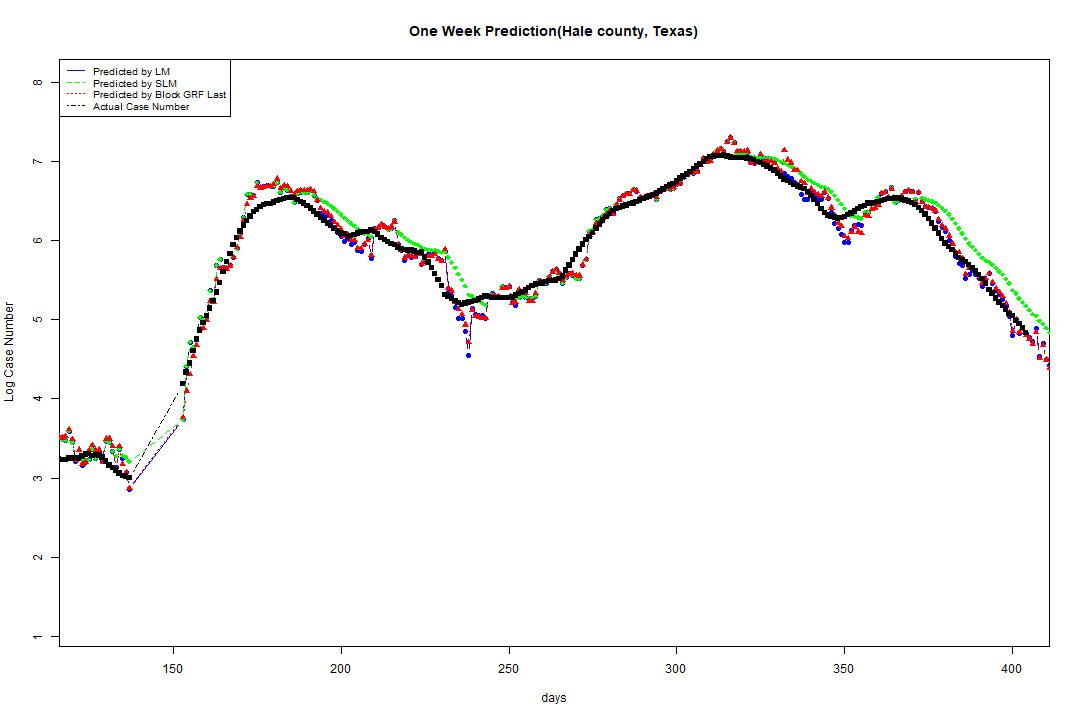 One Week Prediction(Hale county, Texas)
Predicted by LM
Predicted by SLM
Predicted by Block GRF Last
Actual Case Number
8
7
6
5
4
3
2
1
Log Case Number
150 200 250 300 350 400
days